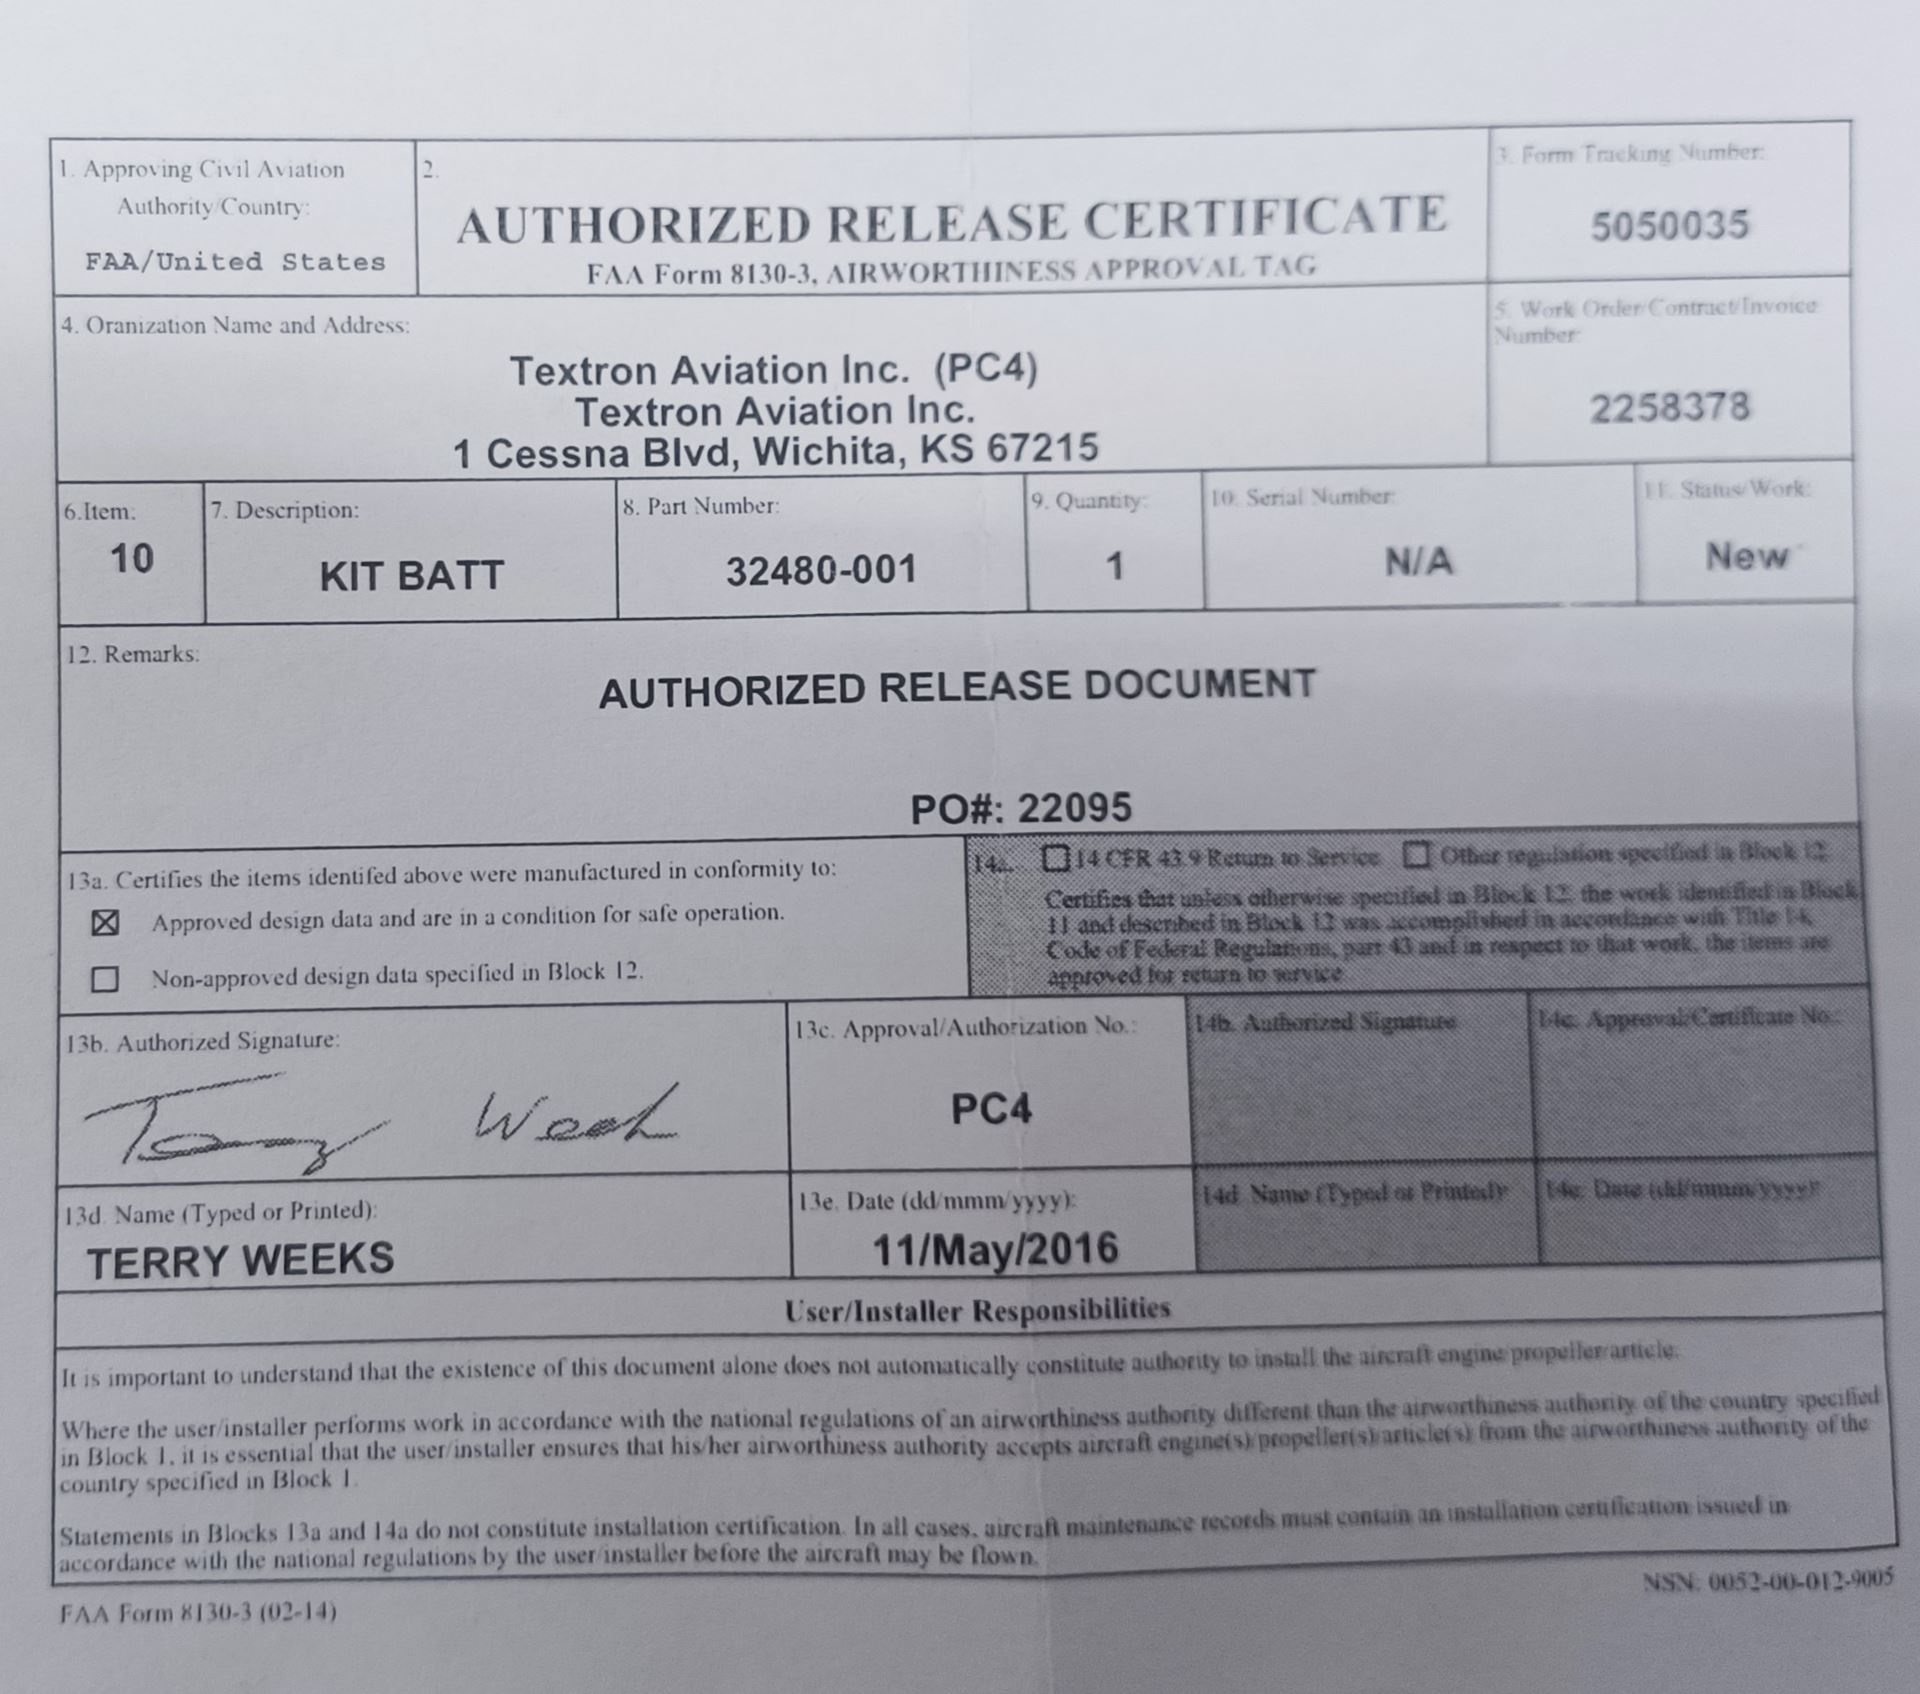 1. Approving Civil Aviation
Authority/Country:
FAA/United States
2.
AUTHORIZED RELEASE CERTIFICATE
FAA Form 8130-3, AIRWORTHINESS APPROVAL TAG
3. Form Tracking Number:
5050035
4. Oranization Name and Address:
Textron Aviation Inc. (PC4)
Textron Aviation Inc.
1 Cessna Blvd, Wichita, KS 67215
5. Work Order/Contract/Invoice
Number:
2258378
6.Item:
10
7. Description:
KIT BATT
8. Part Number:
32480-001
9. Quantity:
1
10. Serial Number:
N/A
11. Status/Work:
New
12. Remarks:
AUTHORIZED RELEASE DOCUMENT
PO#: 22095
13a. Certifies the items identifed above were manufactured in conformity to:
Approved design data and are in a condition for safe operation.
Non-approved design data specified in Block 12.
14a. 14 CFR 43.9 Return to Service Other regulation specified in Block 12
Certifies that unless otherwise specified in Block 12, the work identified in Block
11 and described in Block 12 was accomplished in accordance with Title 14,
Code of Federal Regulations, part 43 and in respect to that work, the items are
approved for return to service
13b. Authorized Signature:
Terry Weeks
13c. Approval/Authorization No.:
PC4
14b. Authorized Signature
14c. Approval/Certificate No.:
13d. Name (Typed or Printed):
TERRY WEEKS
13e. Date (dd/mmm/yyyy):
11/May/2016
14d. Name (Typed or Printed)
14e. Date (dd/mmm/yyyy)
User/Installer Responsibilities
It is important to understand that the existence of this document alone does not automatically constitute authority to install the aircraft engine/propeller/article.
Where the user/installer performs work in accordance with the national regulations of an airworthiness authority different than the airworthiness authority of the country specified
in Block 1, it is essential that the user/installer ensures that his/her airworthiness authority accepts aircraft engine(s)/propeller(s)/article(s) from the airworthiness authority of the
country specified in Block 1.
Statements in Blocks 13a and 14a do not constitute installation certification. In all cases, aircraft maintenance records must contain an installation certification issued in
accordance with the national regulations by the user/installer before the aircraft may be flown.
FAA Form 8130-3 (02-14)
NSN: 0052-00-012-9005